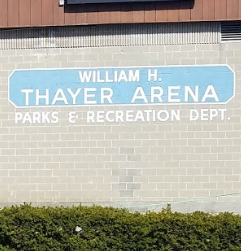 WILLIAM H.
THAYER ARENA
PARKS & RECREATION DEPT.